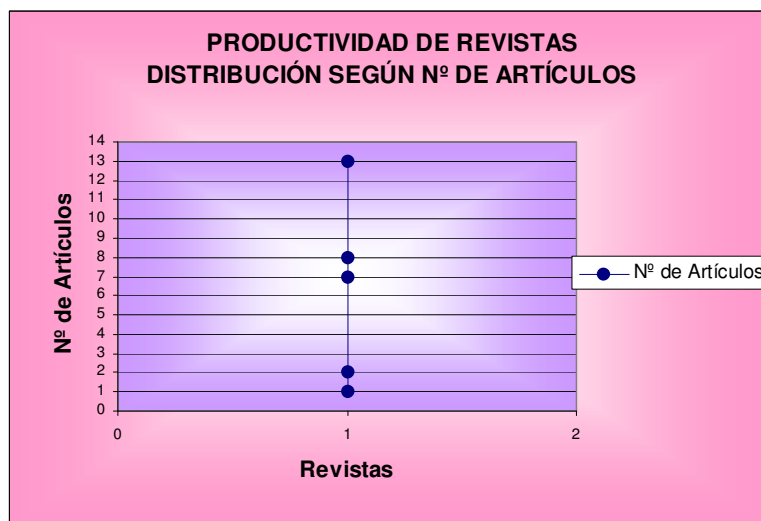 PRODUCTIVIDAD DE REVISTAS
DISTRIBUCIÓN SEGÚN Nº DE ARTÍCULOS
Nº de Artículos
14
13
12
11
10
9
8
7
6
5
4
3
2
1
0
0 1 2
Revistas
Nº de Artículos